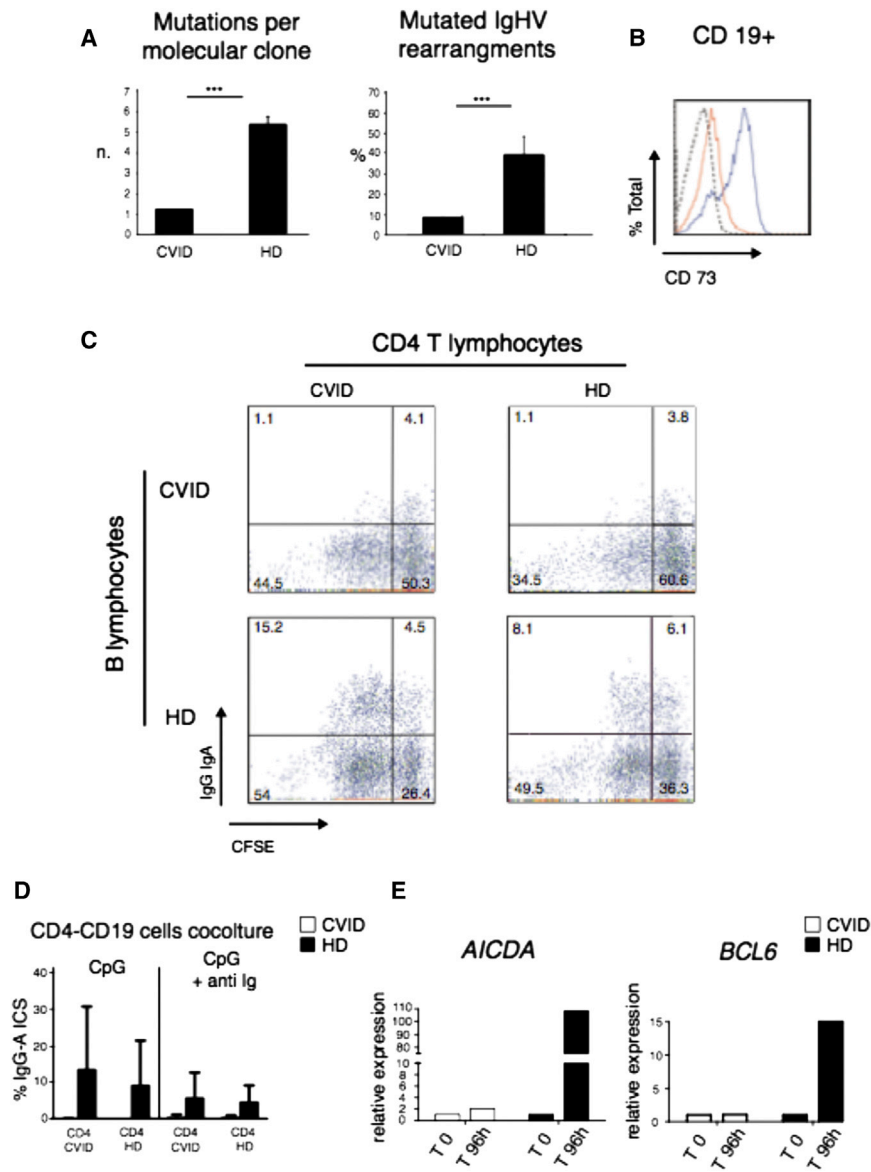 A
Mutations per
molecular clone
***
7
6
5
4
3
2
1
0
n.
CVID
HD
Mutated IgHV
rearrangments
***
70
60
50
40
30
20
10
0
%
CVID
HD
B
CD 19+
% Total
CD 73
C
CD4 T lymphocytes
CVID
HD
B lymphocytes
CVID
1.1
4.1
44.5
50.3
1.1
3.8
34.5
60.6
HD
15.2
4.5
54
26.4
8.1
6.1
49.5
36.3
IgG IgA
CFSE
D
CD4-CD19 cells cocolture
CVID
HD
CpG
CpG
+ anti Ig
% IgG-A ICS
40
30
20
10
0
CD4
CVID
CD4
HD
CD4
CVID
CD4
HD
E
CVID
HD
AICDA
relative expression
110
100
90
80
10
8
6
4
2
T 0
T 96h
T 0
T 96h
BCL6
relative expression
15
10
5
0
T 0
T 96h
T 0
T 96h